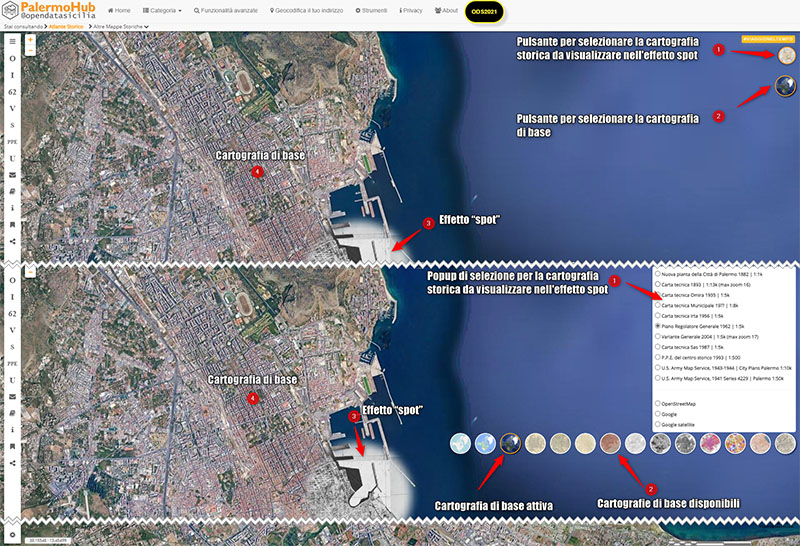 PalermoHub
@opendatasicilia
Home
Categoria
Funzionalità avanzate
Geocodifica il tuo indirizzo
Strumenti
Privacy
About
ODS2021
Stai consultando > Atlante Storico > Altre Mappe Storiche
Pulsante per selezionare la cartografia
storica da visualizzare nell'effetto spot
1
Pulsante per selezionare la cartografia
di base
2
O
I
62
V
S
PPE
U
Cartografia di base
4
3
Effetto "spot"
Popup di selezione per la cartografia
storica da visualizzare nell'effetto spot
1
Nuova pianta della Città di Palermo 1882 | 1:1k
Carta tecnica 1893 | 1:13k (max zoom 16)
Carta tecnica Omira 1935 | 1:5k
Carta tecnica Municipale 1977 | 1:8k
Carta tecnica Irta 1956 | 1:5k
Piano Regolatore Generale 1962 | 1:5k
Variante Generale 2004 | 1:5k (max zoom 17)
Carta tecnica Sas 1987 | 1:5k
P.P.E. del centro storico 1993 | 1:500
U.S. Army Map Service, 1943-1944 | City Plans Palermo 1:10k
U.S. Army Map Service, 1941 Series 4229 | Palermo 1:50k
OpenStreetMap
Google
Google satellite
O
I
62
V
S
PPE
U
Cartografia di base
4
Effetto "spot"
3
Cartografia di base attiva
2
Cartografie di base disponibili